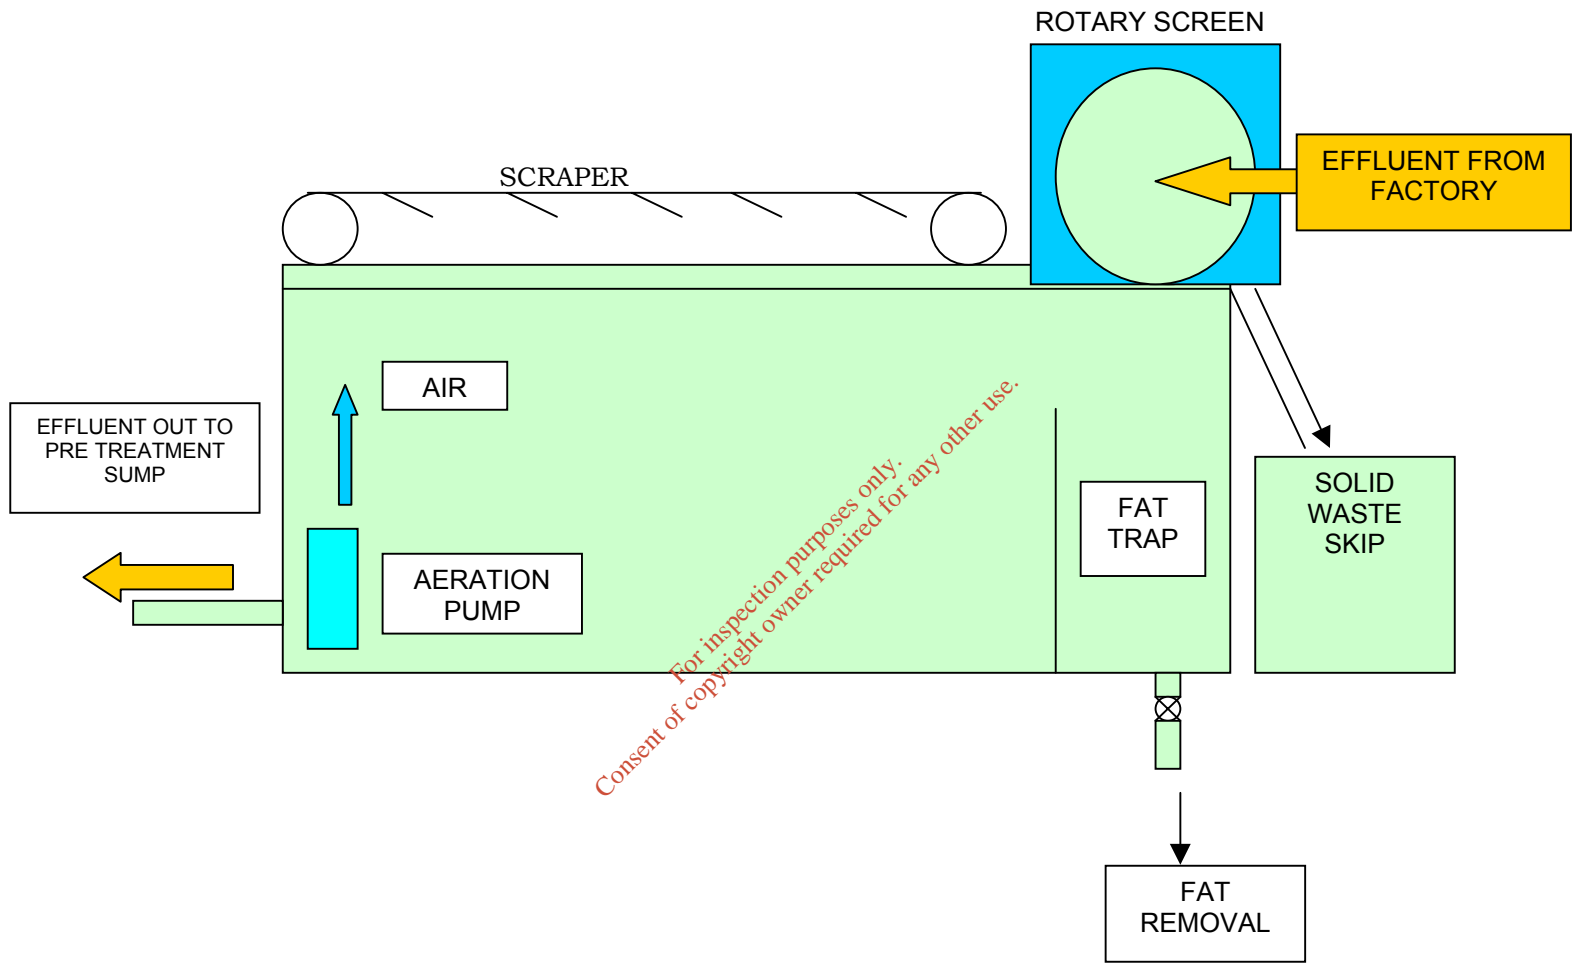 ROTARY SCREEN
EFFLUENT FROM
FACTORY
SCRAPER
AIR
EFFLUENT OUT TO
PRE TREATMENT
SUMP
AERATION
PUMP
FAT
TRAP
SOLID
WASTE
SKIP
For inspection purposes only.
Consent of copyright owner required for any other use.
FAT
REMOVAL